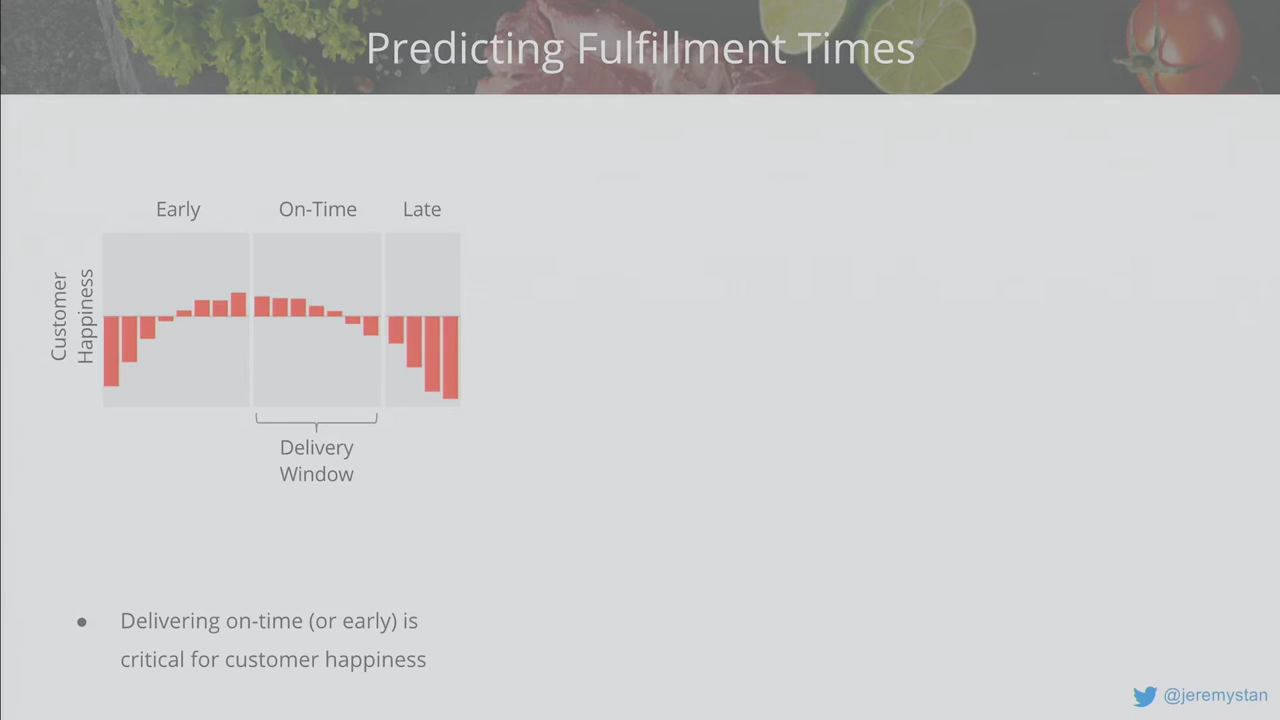 Predicting Fulfillment Times
Early
On-Time
Late
Customer
Happiness
Delivery
Window
● Delivering on-time (or early) is
critical for customer happiness
@jeremystan